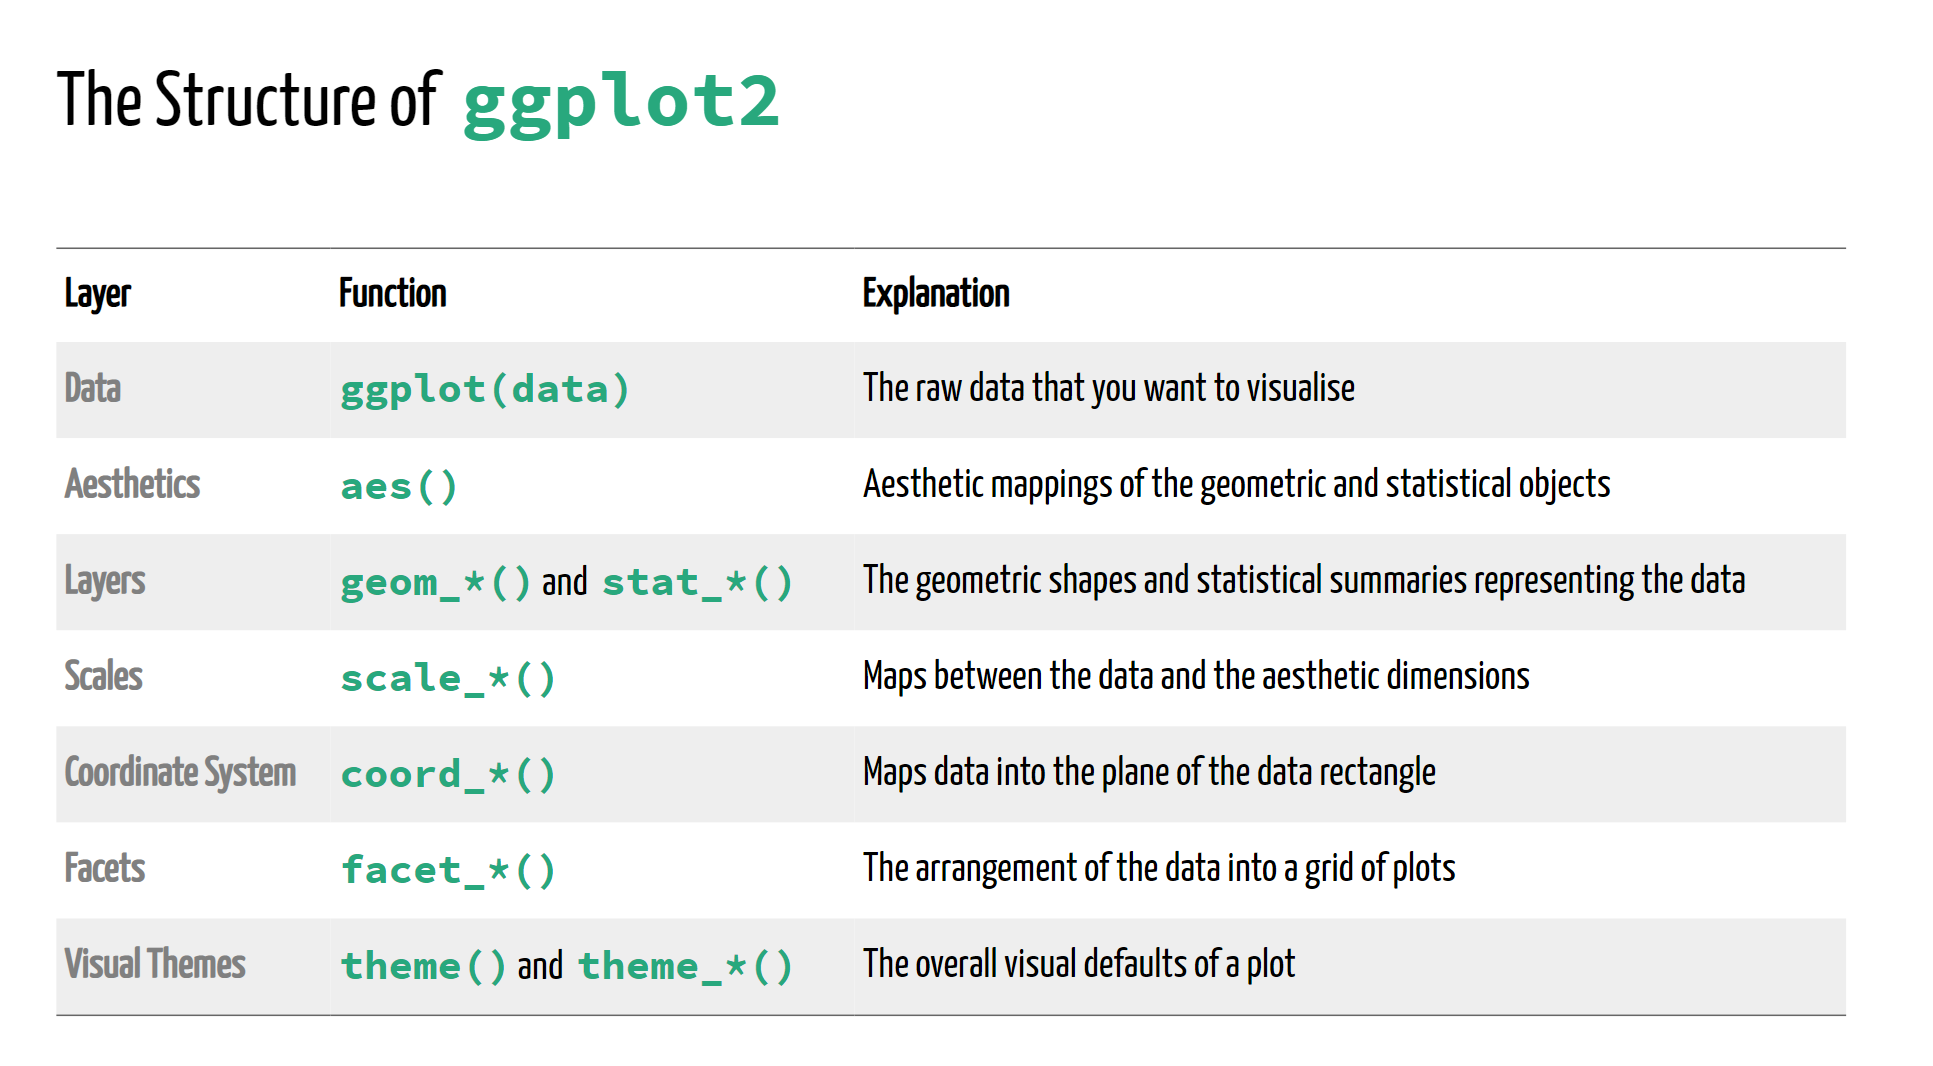 The Structure of ggplot2
Layer Function Explanation
Data ggplot(data) The raw data that you want to visualise
Aesthetics aes() Aesthetic mappings of the geometric and statistical objects
Layers geom_*() and stat_*() The geometric shapes and statistical summaries representing the data
Scales scale_*() Maps between the data and the aesthetic dimensions
Coordinate System coord_*() Maps data into the plane of the data rectangle
Facets facet_*() The arrangement of the data into a grid of plots
Visual Themes theme() and theme_*() The overall visual defaults of a plot